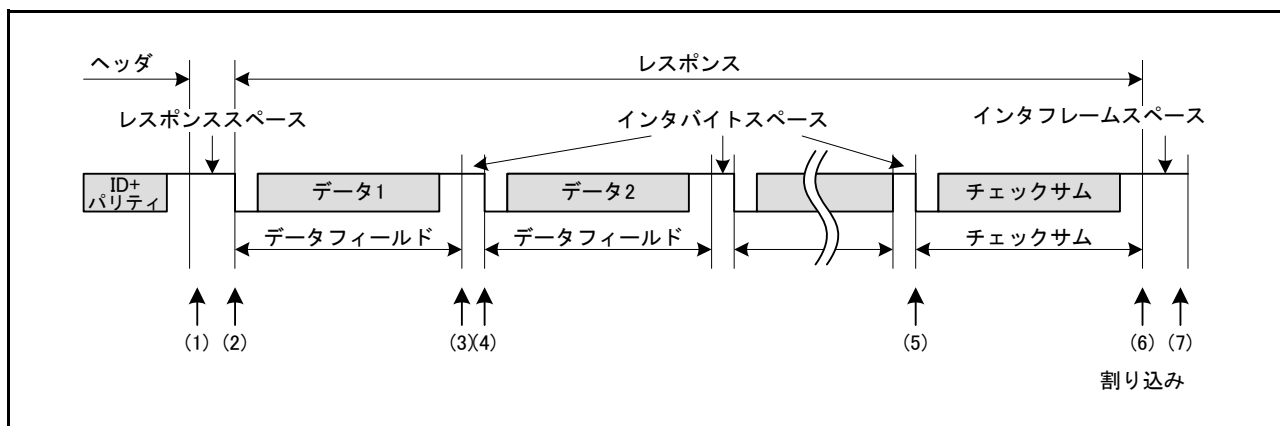 ヘッダ
レスポンス
レスポンススペース
インタバイトスペース
インタフレームスペース
ID+
パリティ
データ1
データ2
チェックサム
データフィールド
データフィールド
チェックサム
(1) (2) (3)(4) (5) (6) (7)
割り込み